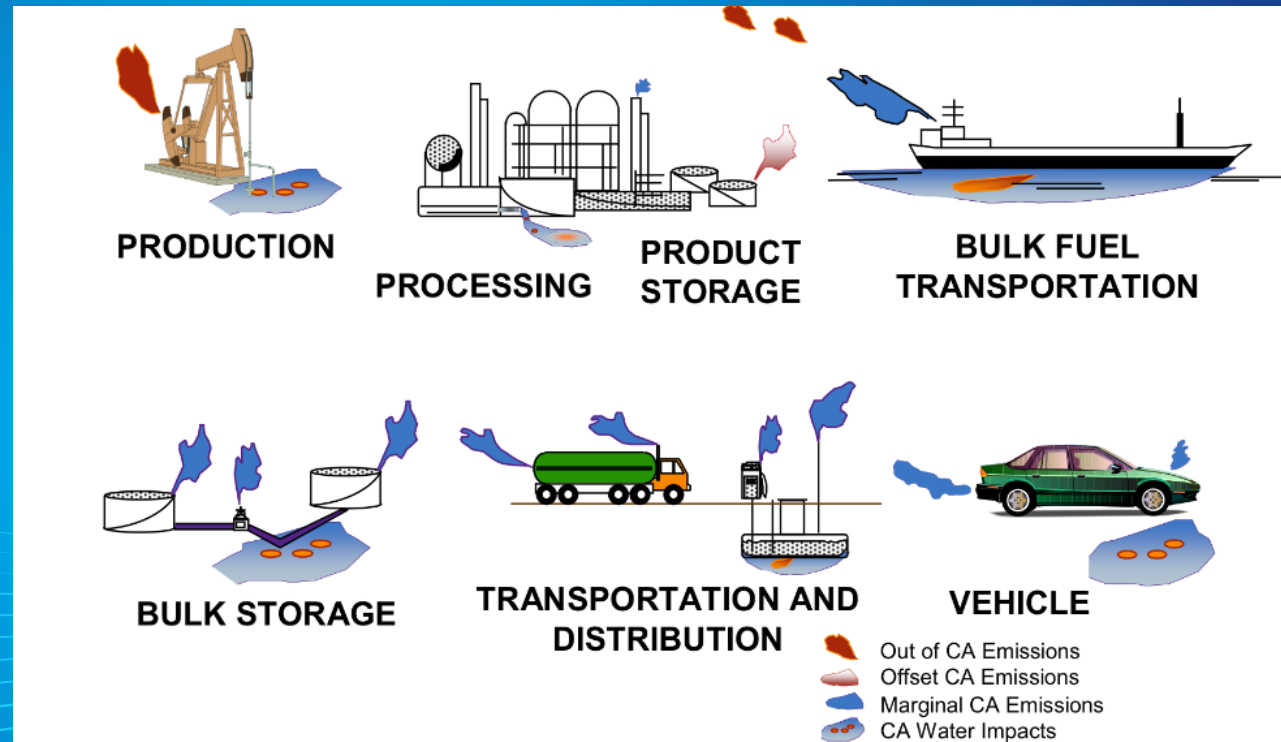 PRODUCTION
PROCESSING
PRODUCT
STORAGE
BULK FUEL
TRANSPORTATION
BULK STORAGE
TRANSPORTATION AND
DISTRIBUTION
VEHICLE
Out of CA Emissions
Offset CA Emissions
Marginal CA Emissions
CA Water Impacts